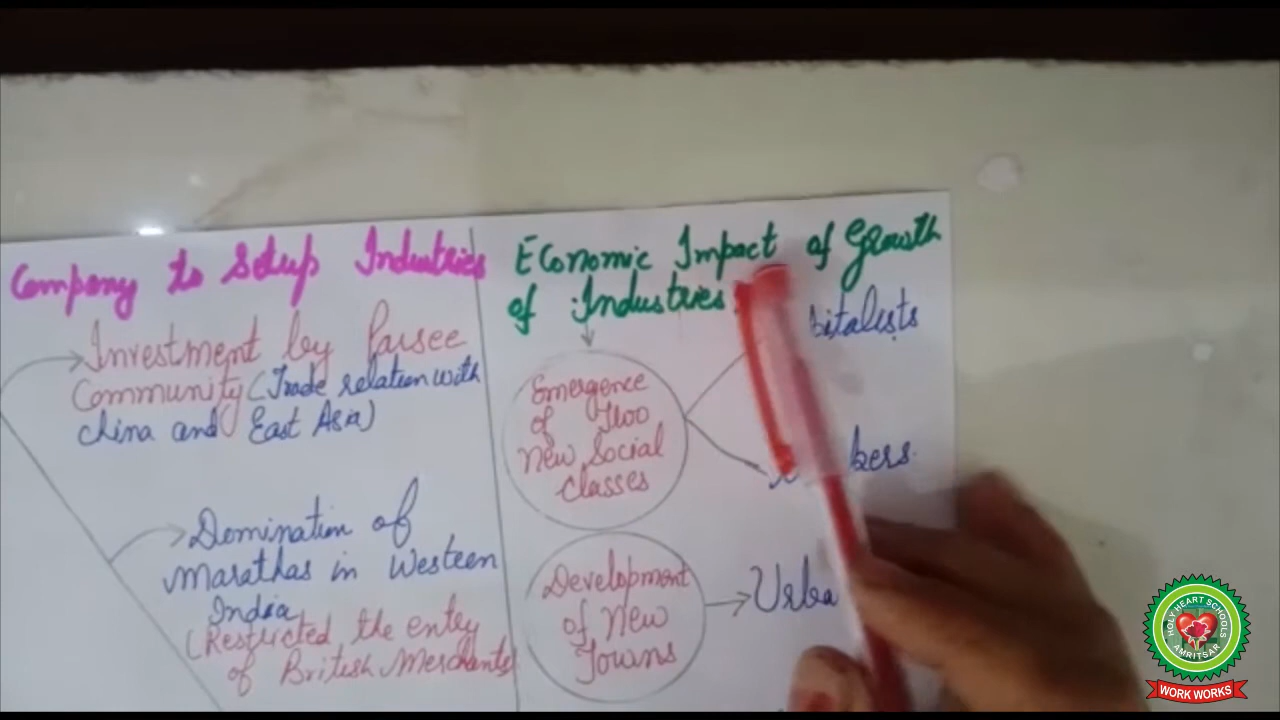 Company to Setup Industries
Investment by Parsee
Community (Trade relation with
China and East Asia)
Domination of
Marathas in Western
India
(Restricted the entry
of British Merchants)
Economic Impact of Growth
of Industries
Emergence
of Two
New Social
Classes
Development
of New
Towns
HOLY HEART SCHOOLS
AMRITSAR
WORK WORKS